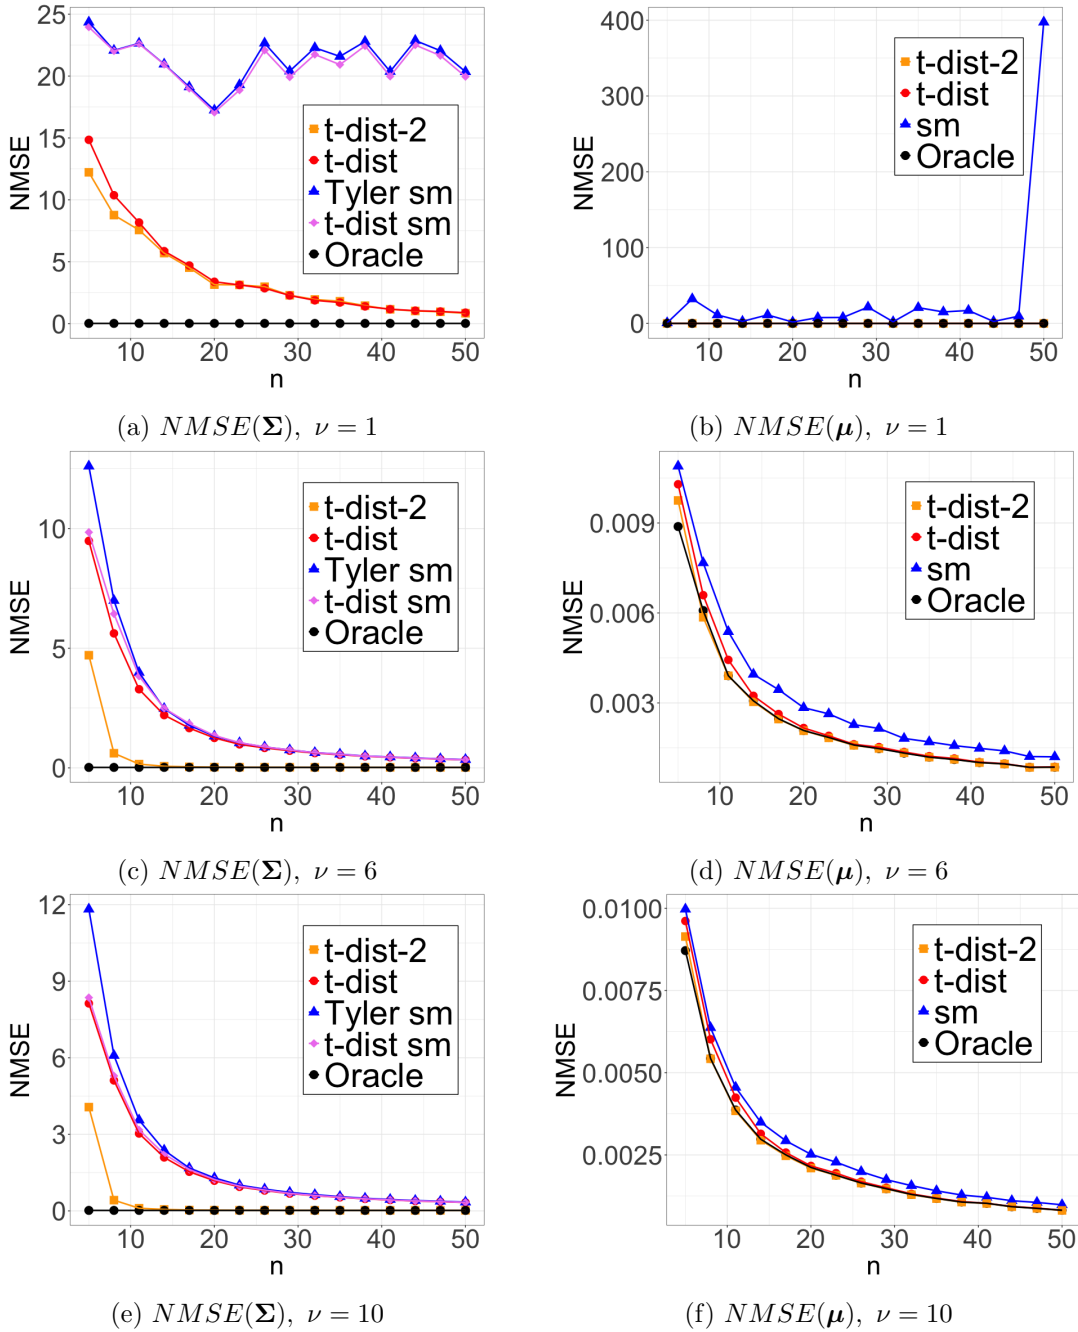 25
20
15
10
5
0
NMSE
t-dist-2
t-dist
Tyler sm
t-dist sm
Oracle
10 20 30 40 50
n
(a) NMSE(Σ), ν = 1
400
300
200
100
0
NMSE
t-dist-2
t-dist
sm
Oracle
10 20 30 40 50
n
(b) NMSE(μ), ν = 1
10
5
0
NMSE
t-dist-2
t-dist
Tyler sm
t-dist sm
Oracle
10 20 30 40 50
n
(c) NMSE(Σ), ν = 6
0.009
0.006
0.003
NMSE
t-dist-2
t-dist
sm
Oracle
10 20 30 40 50
n
(d) NMSE(μ), ν = 6
12
9
6
3
0
NMSE
t-dist-2
t-dist
Tyler sm
t-dist sm
Oracle
10 20 30 40 50
n
(e) NMSE(Σ), ν = 10
0.0100
0.0075
0.0050
0.0025
NMSE
t-dist-2
t-dist
sm
Oracle
10 20 30 40 50
n
(f) NMSE(μ), ν = 10